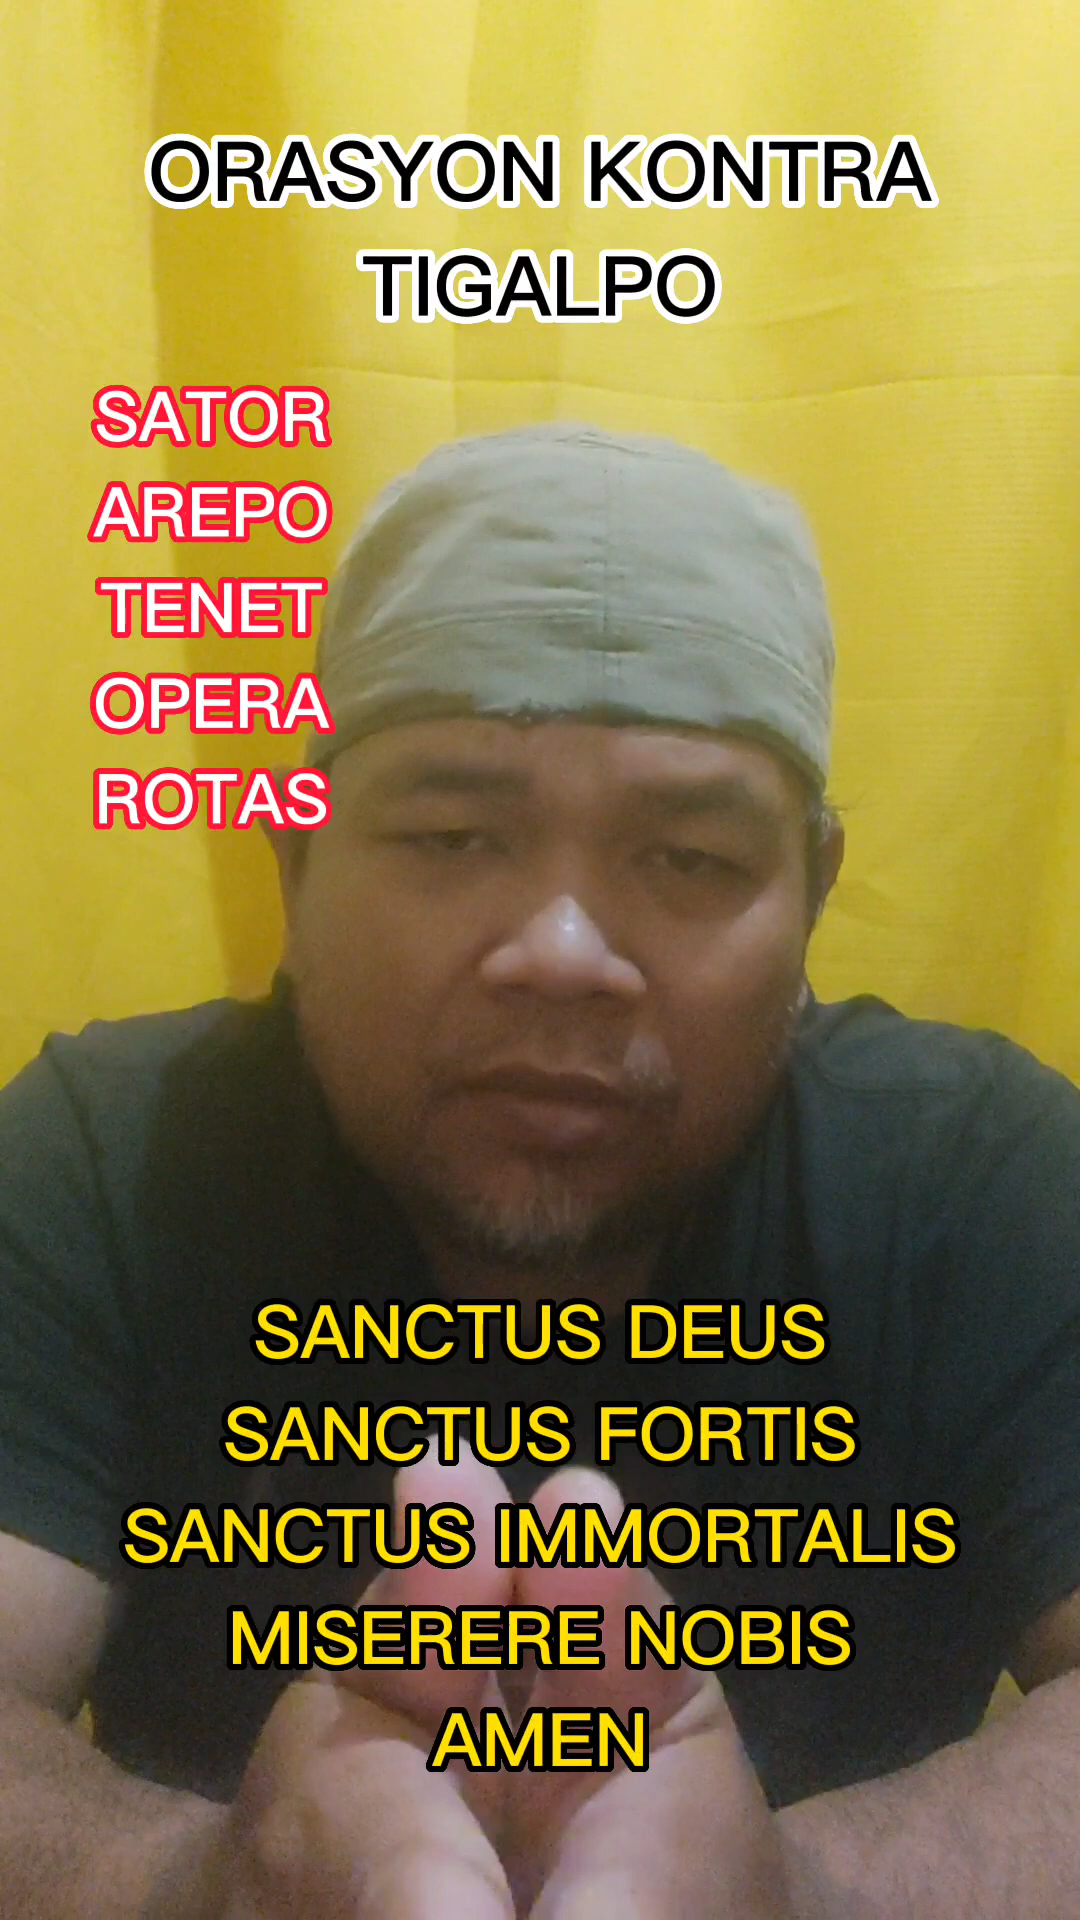 ORASYON KONTRA
TIGALPO
SATOR
AREPO
TENET
OPERA
ROTAS
SANCTUS DEUS
SANCTUS FORTIS
SANCTUS IMMORTALIS
MISERERE NOBIS
AMEN